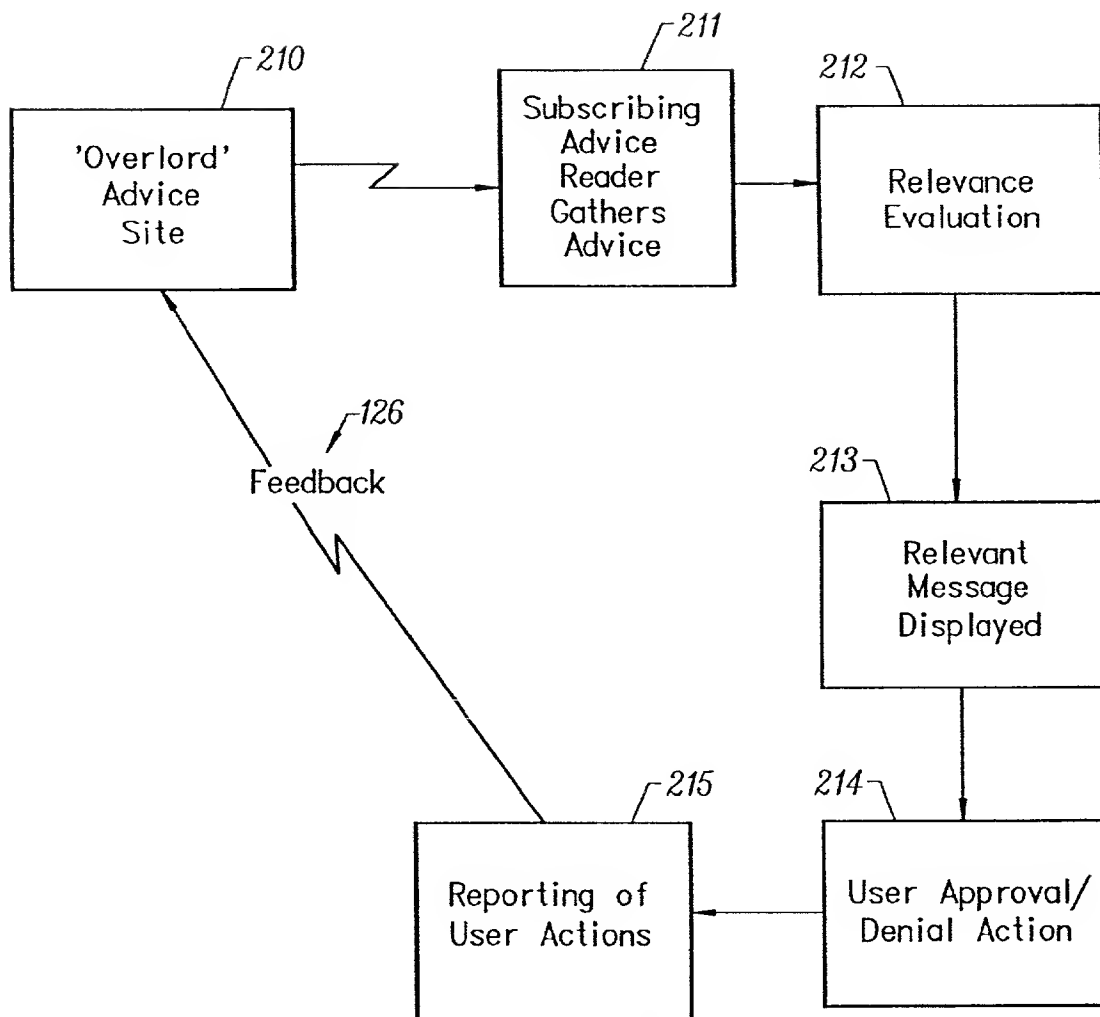 210
'Overlord'
Advice
Site
211
Subscribing
Advice
Reader
Gathers
Advice
212
Relevance
Evaluation
126
Feedback
213
Relevant
Message
Displayed
214
User Approval/
Denial Action
215
Reporting of
User Actions